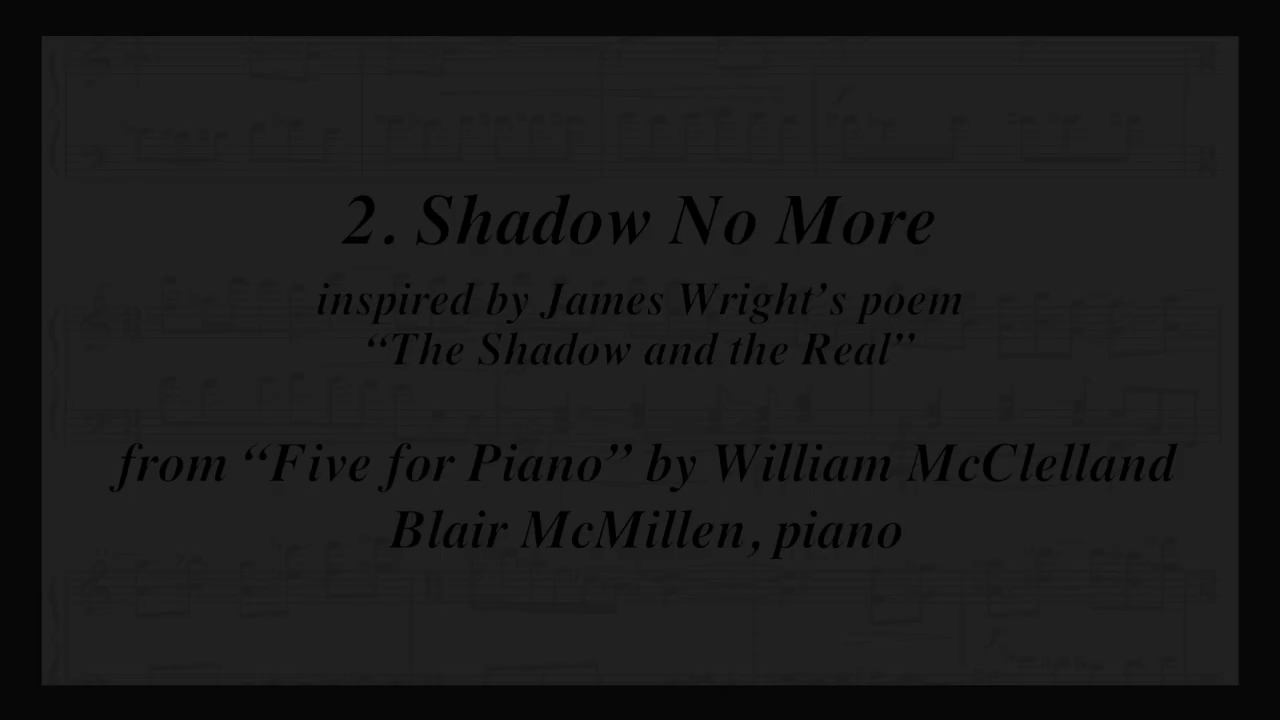 2. Shadow No More
inspired by James Wright’s poem
“The Shadow and the Real”
from “Five for Piano” by William McClelland
Blair McMillen, piano